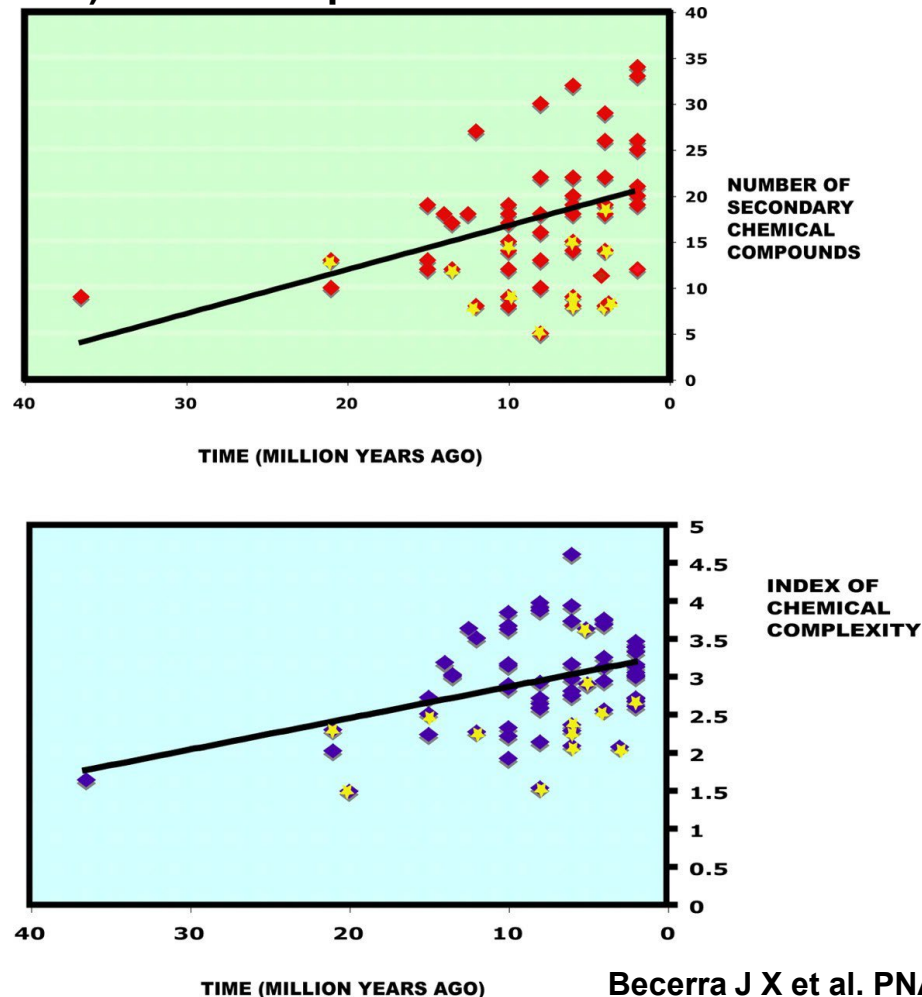 40
35
30
25
20
15
10
5
0
NUMBER OF
SECONDARY
CHEMICAL
COMPOUNDS
40 30 20 10 0
TIME (MILLION YEARS AGO)
5
4.5
4
3.5
3
2.5
2
1.5
1
0.5
0
INDEX OF
CHEMICAL
COMPLEXITY
40 30 20 10 0
TIME (MILLION YEARS AGO)
Becerra J X et al.